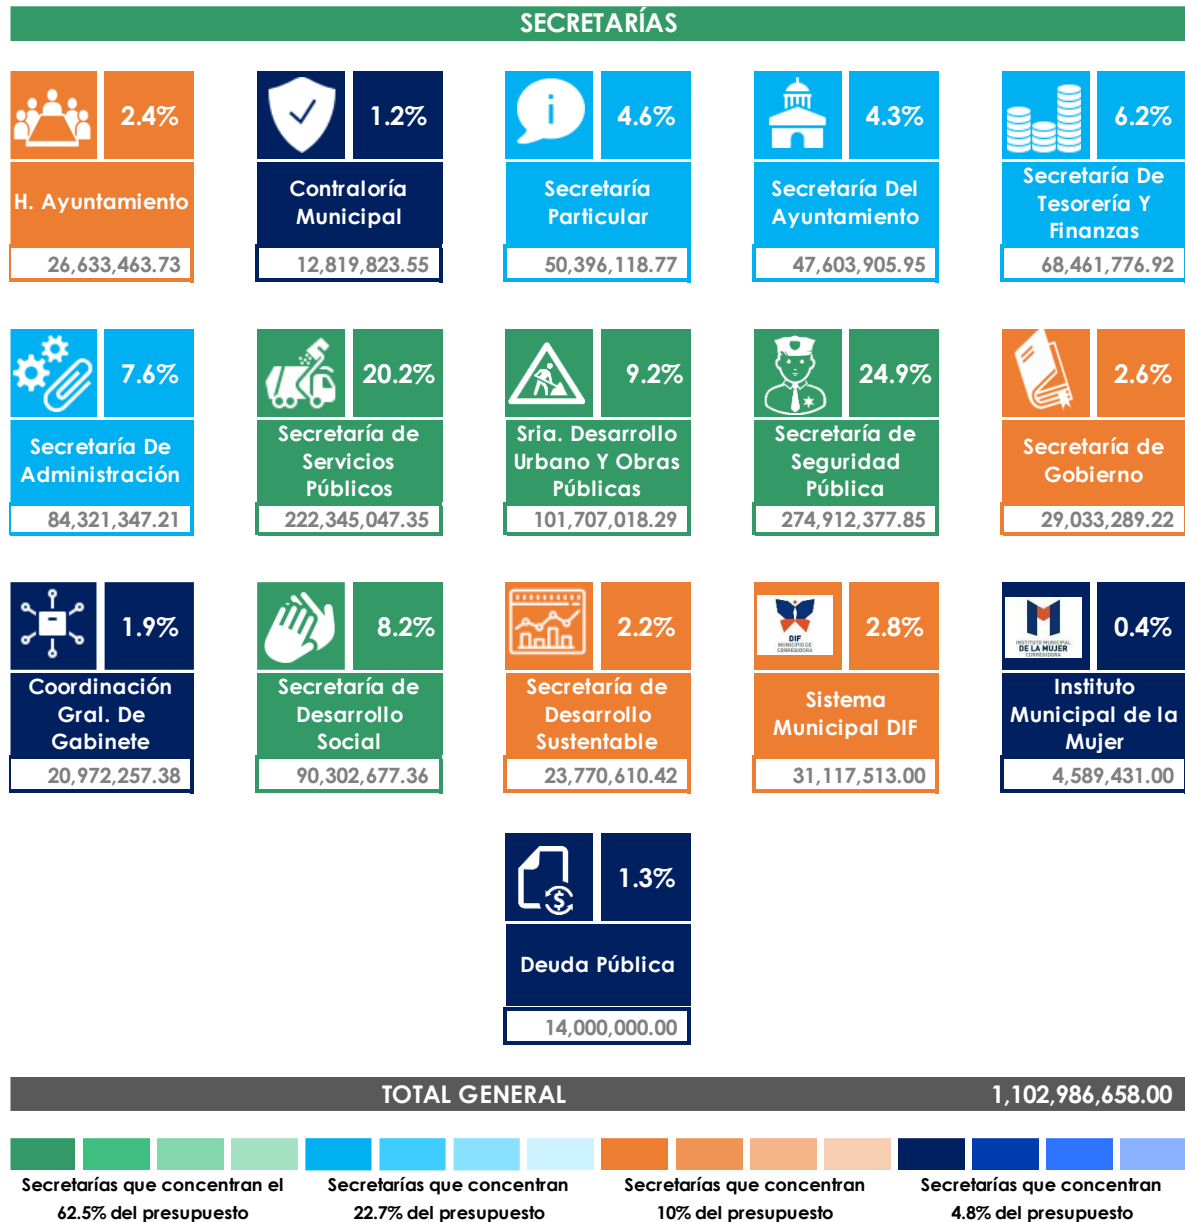 SECRETARÍAS
2.4%
H. Ayuntamiento
26,633,463.73
1.2%
Contraloría
Municipal
12,819,823.55
4.6%
Secretaría
Particular
50,396,118.77
4.3%
Secretaría Del
Ayuntamiento
47,603,905.95
6.2%
Secretaría De
Tesorería Y
Finanzas
68,461,776.92
7.6%
Secretaría De
Administración
84,321,347.21
20.2%
Secretaría de
Servicios
Públicos
222,345,047.35
9.2%
Sria. Desarrollo
Urbano Y Obras
Públicas
101,707,018.29
24.9%
Secretaría de
Seguridad
Pública
274,912,377.85
2.6%
Secretaría de
Gobierno
29,033,289.22
1.9%
Coordinación
Gral. De
Gabinete
20,972,257.38
8.2%
Secretaría de
Desarrollo
Social
90,302,677.36
2.2%
Secretaría de
Desarrollo
Sustentable
23,770,610.42
DIF
MUNICIPIO DE
CORREGIDORA
2.8%
Sistema
Municipal DIF
31,117,513.00
INSTITUTO MUNICIPAL
DE LA MUJER
CORREGIDORA
0.4%
Instituto
Municipal de la
Mujer
4,589,431.00
$
1.3%
Deuda Pública
14,000,000.00
TOTAL GENERAL 1,102,986,658.00
Secretarías que concentran el
62.5% del presupuesto
Secretarías que concentran
22.7% del presupuesto
Secretarías que concentran
10% del presupuesto
Secretarías que concentran
4.8% del presupuesto